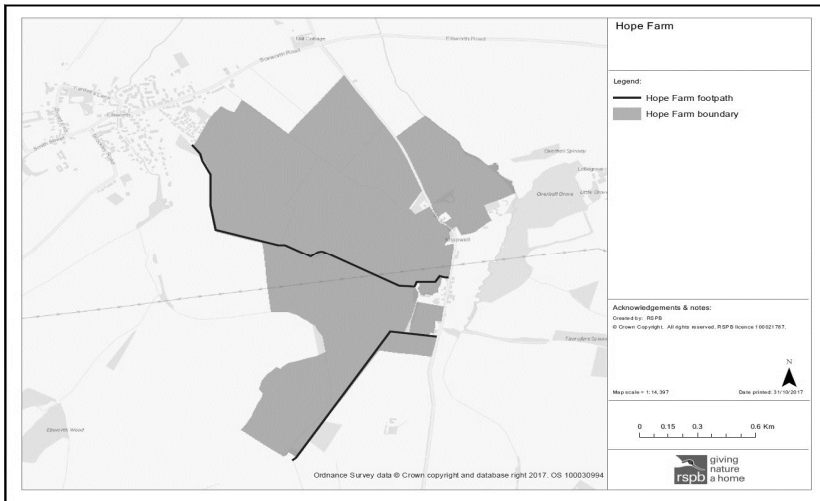 Hope Farm
Legend:
Hope Farm footpath
Hope Farm boundary
Elsworth Road
Elsworth
Knapwell
Overhall Grove
Elsworth Wood
Ordnance Survey data © Crown copyright and database right 2017. OS 100030994
Acknowledgements & notes:
Created by: RSPB
© Crown Copyright. All rights reserved. RSPB licence 100021787.
N
Map scale = 1:14,397
Date printed: 31/10/2017
0 0.15 0.3 0.6 Km
rspb
giving
nature
a home